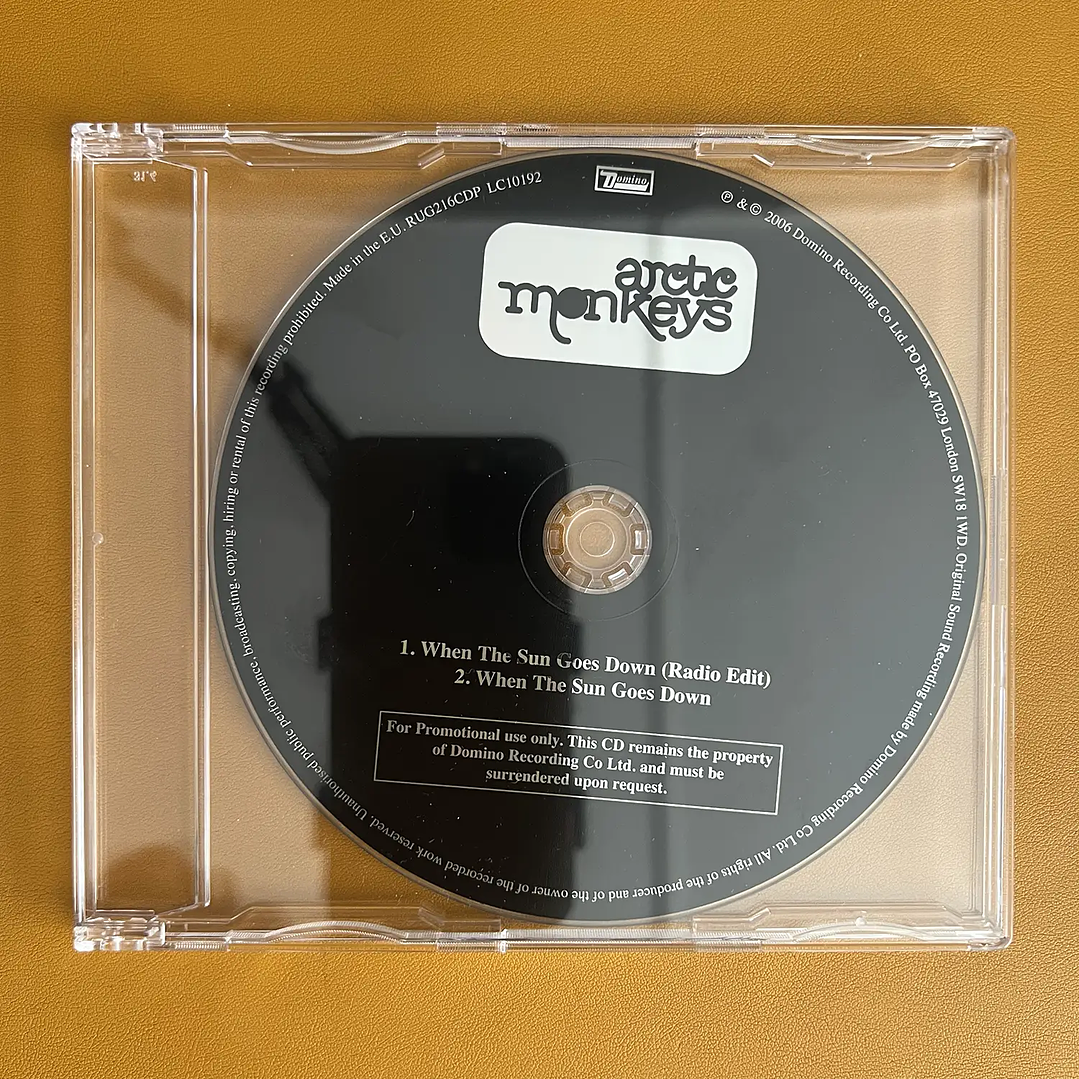 Domino
arctic
monkeys
1. When The Sun Goes Down (Radio Edit)
2. When The Sun Goes Down
For Promotional use only. This CD remains the property
of Domino Recording Co Ltd. and must be
surrendered upon request.
℗ & © 2006 Domino Recording Co Ltd. PO Box 47029 London SW18 1WD. Original Sound Recording made by Domino Recording Co Ltd. All rights of the producer and of the owner of the recorded work reserved. Unauthorised public performance, broadcasting, copying, hiring or rental of this recording prohibited. Made in the E.U. RUG216CDP LC10192